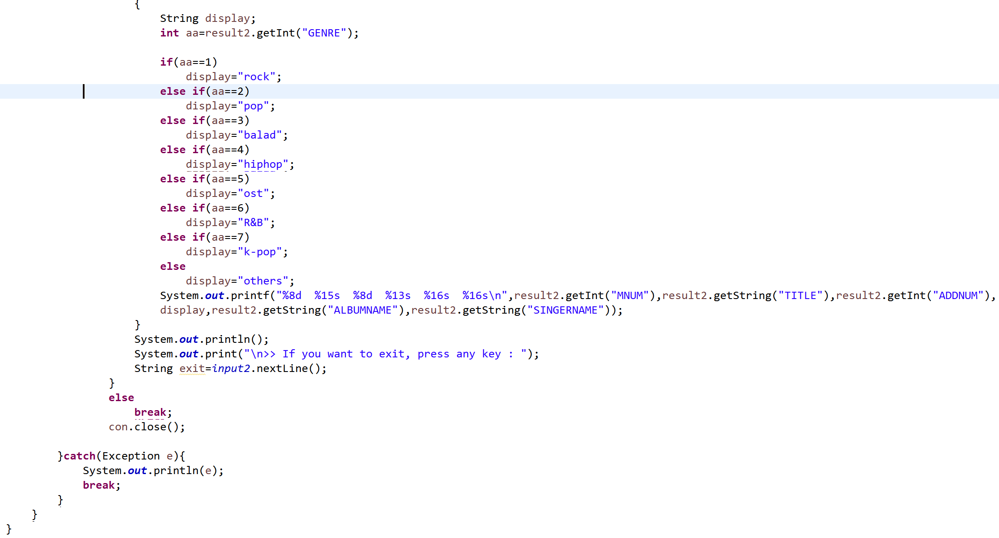 {
String display;
int aa=result2.getInt("GENRE");
if(aa==1)
display="rock";
else if(aa==2)
display="pop";
else if(aa==3)
display="balad";
else if(aa==4)
display="hiphop";
else if(aa==5)
display="ost";
else if(aa==6)
display="R&B";
else if(aa==7)
display="k-pop";
else
display="others";
System.out.printf("%8d  %15s  %8d  %13s  %16s  %16s\n",result2.getInt("MNUM"),result2.getString("TITLE"),result2.getInt("ADDNUM"),
display,result2.getString("ALBUMNAME"),result2.getString("SINGERNAME"));
}
System.out.println();
System.out.print("\n>> If you want to exit, press any key : ");
String exit=input2.nextLine();
}
else
break;
con.close();
}catch(Exception e){
System.out.println(e);
break;
}
}
}